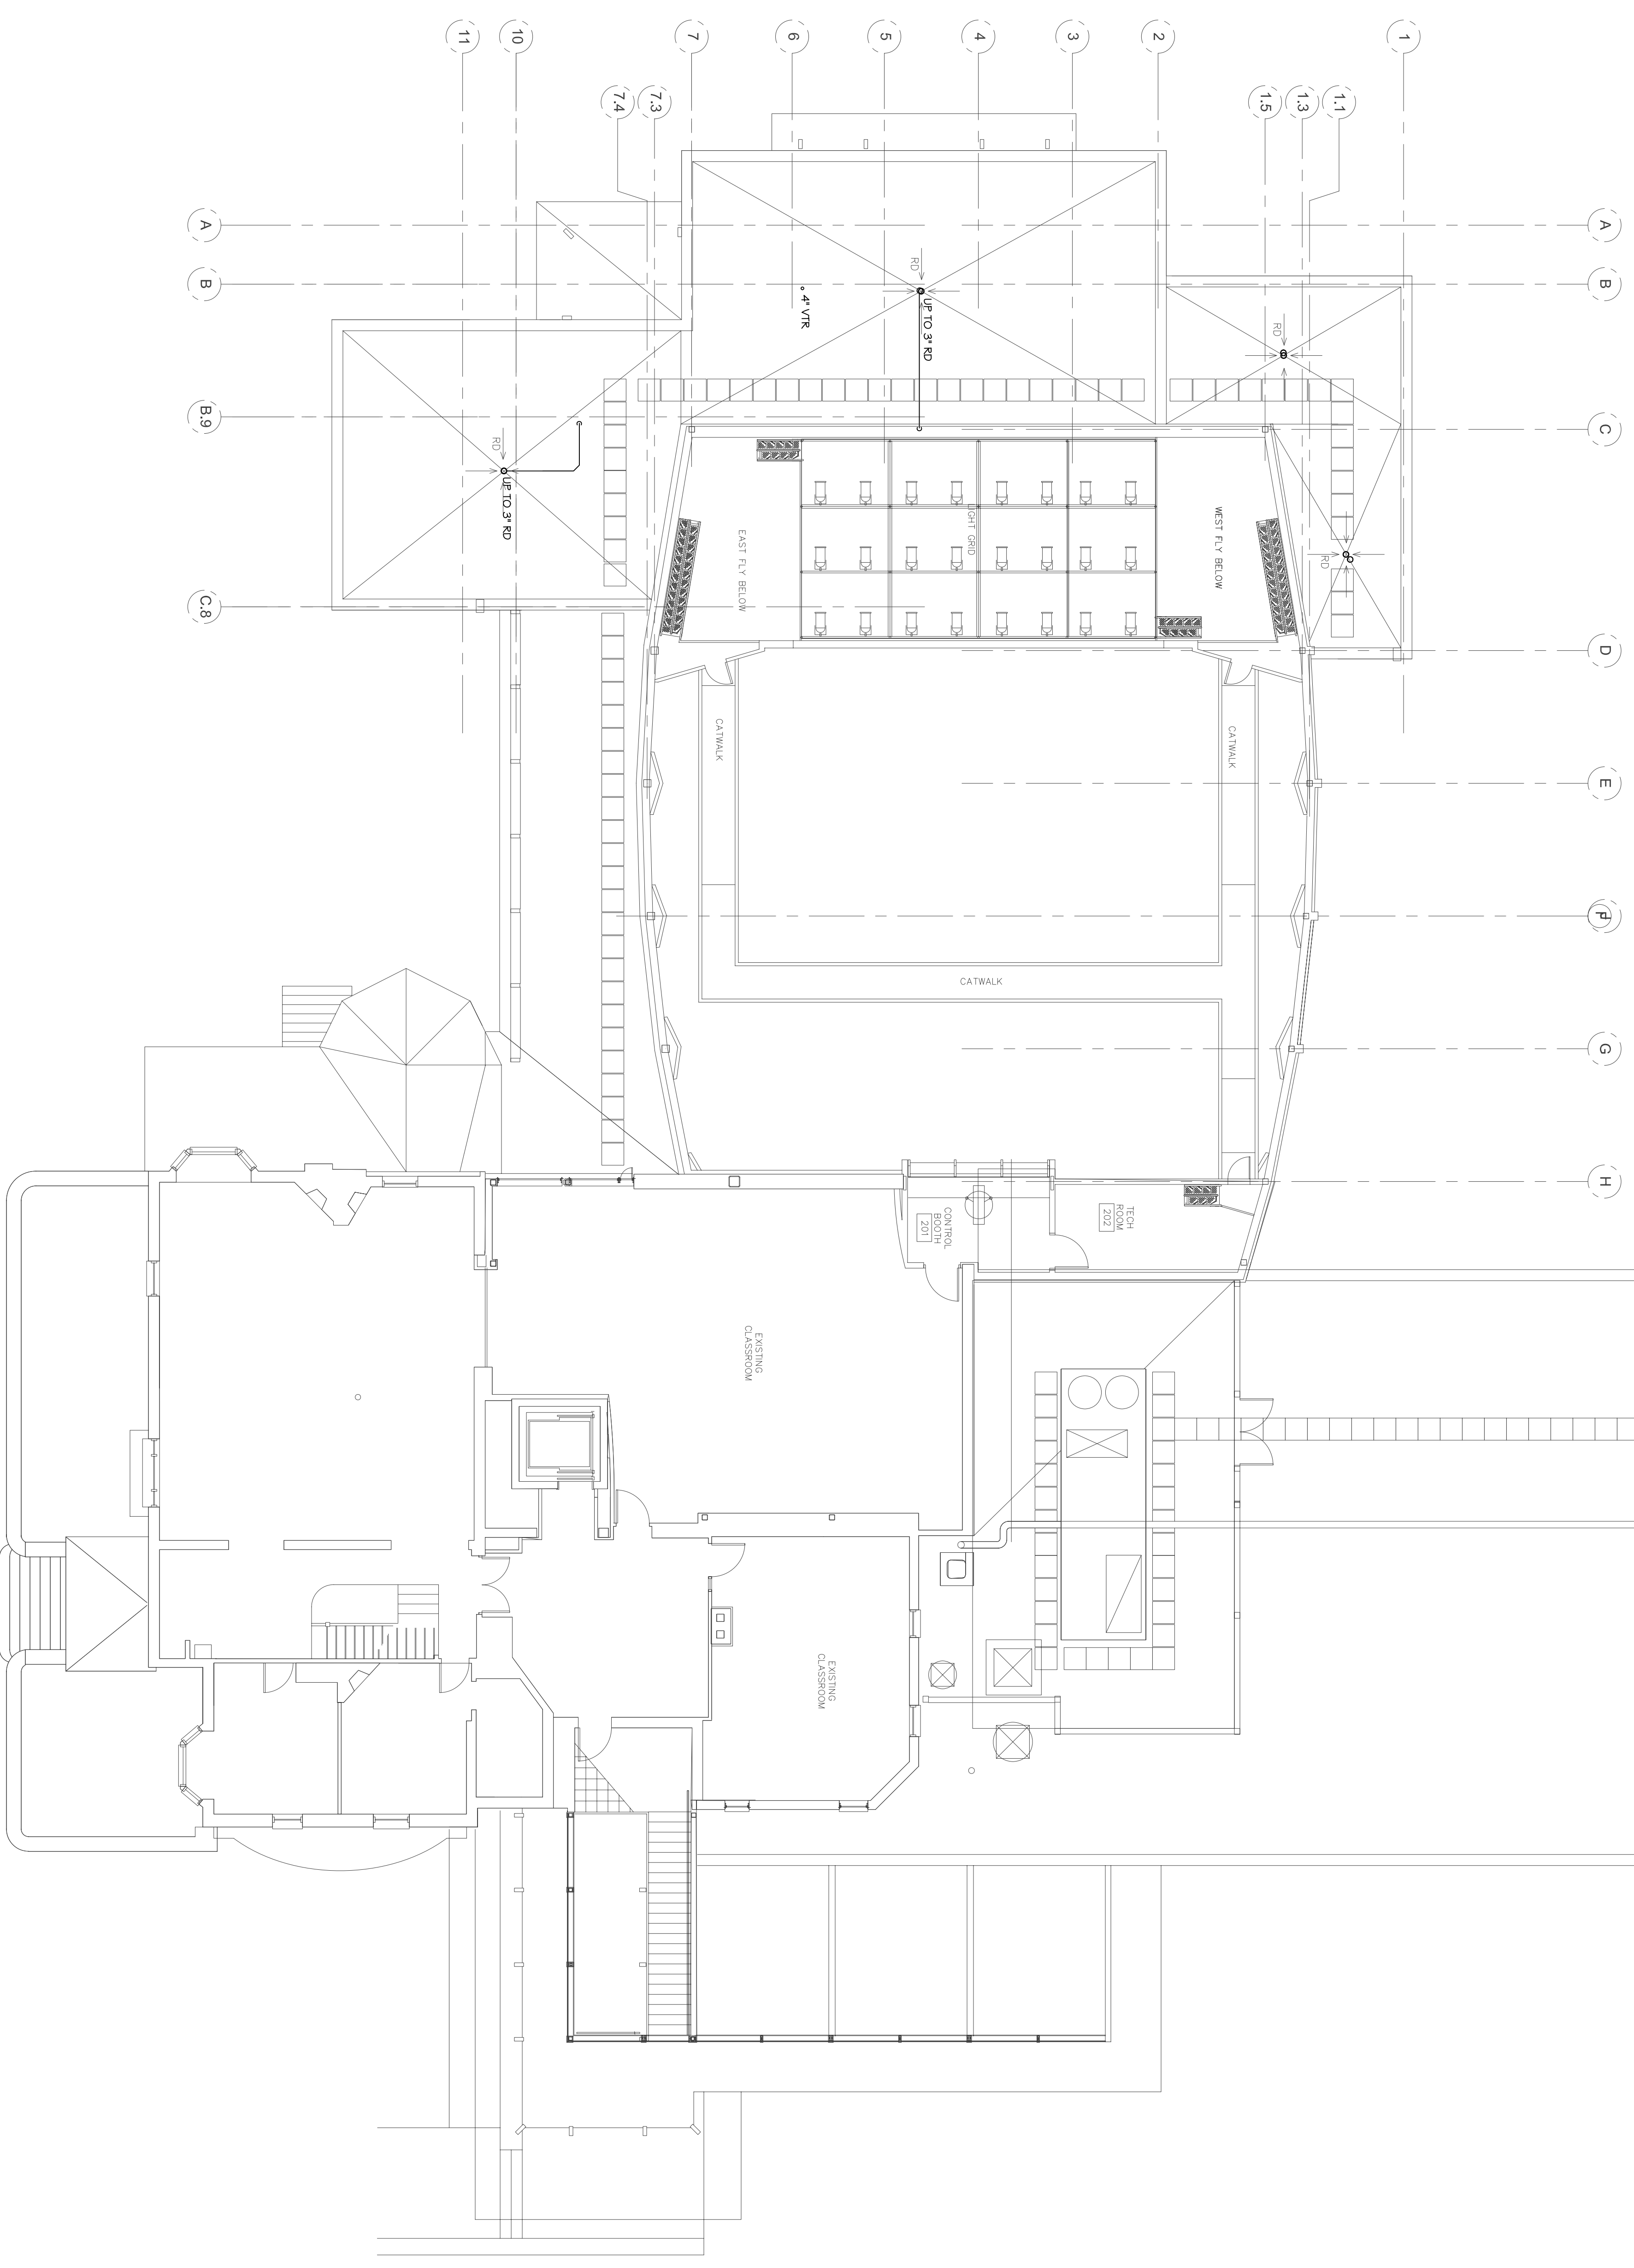 11
10
7
6
5
4
3
2
1
7.4
7.3
1.5
1.3
1.1
A
A
B
B
RD
RD
4" VTR
UP TO 3" RD
B.9
C
RD
UP TO 3" RD
RD
LIGHT GRID
EAST FLY BELOW
WEST FLY BELOW
C.8
D
CATWALK
CATWALK
E
F
CATWALK
G
H
CONTROL
BOOTH
201
TECH
ROOM
202
EXISTING
CLASSROOM
EXISTING
CLASSROOM